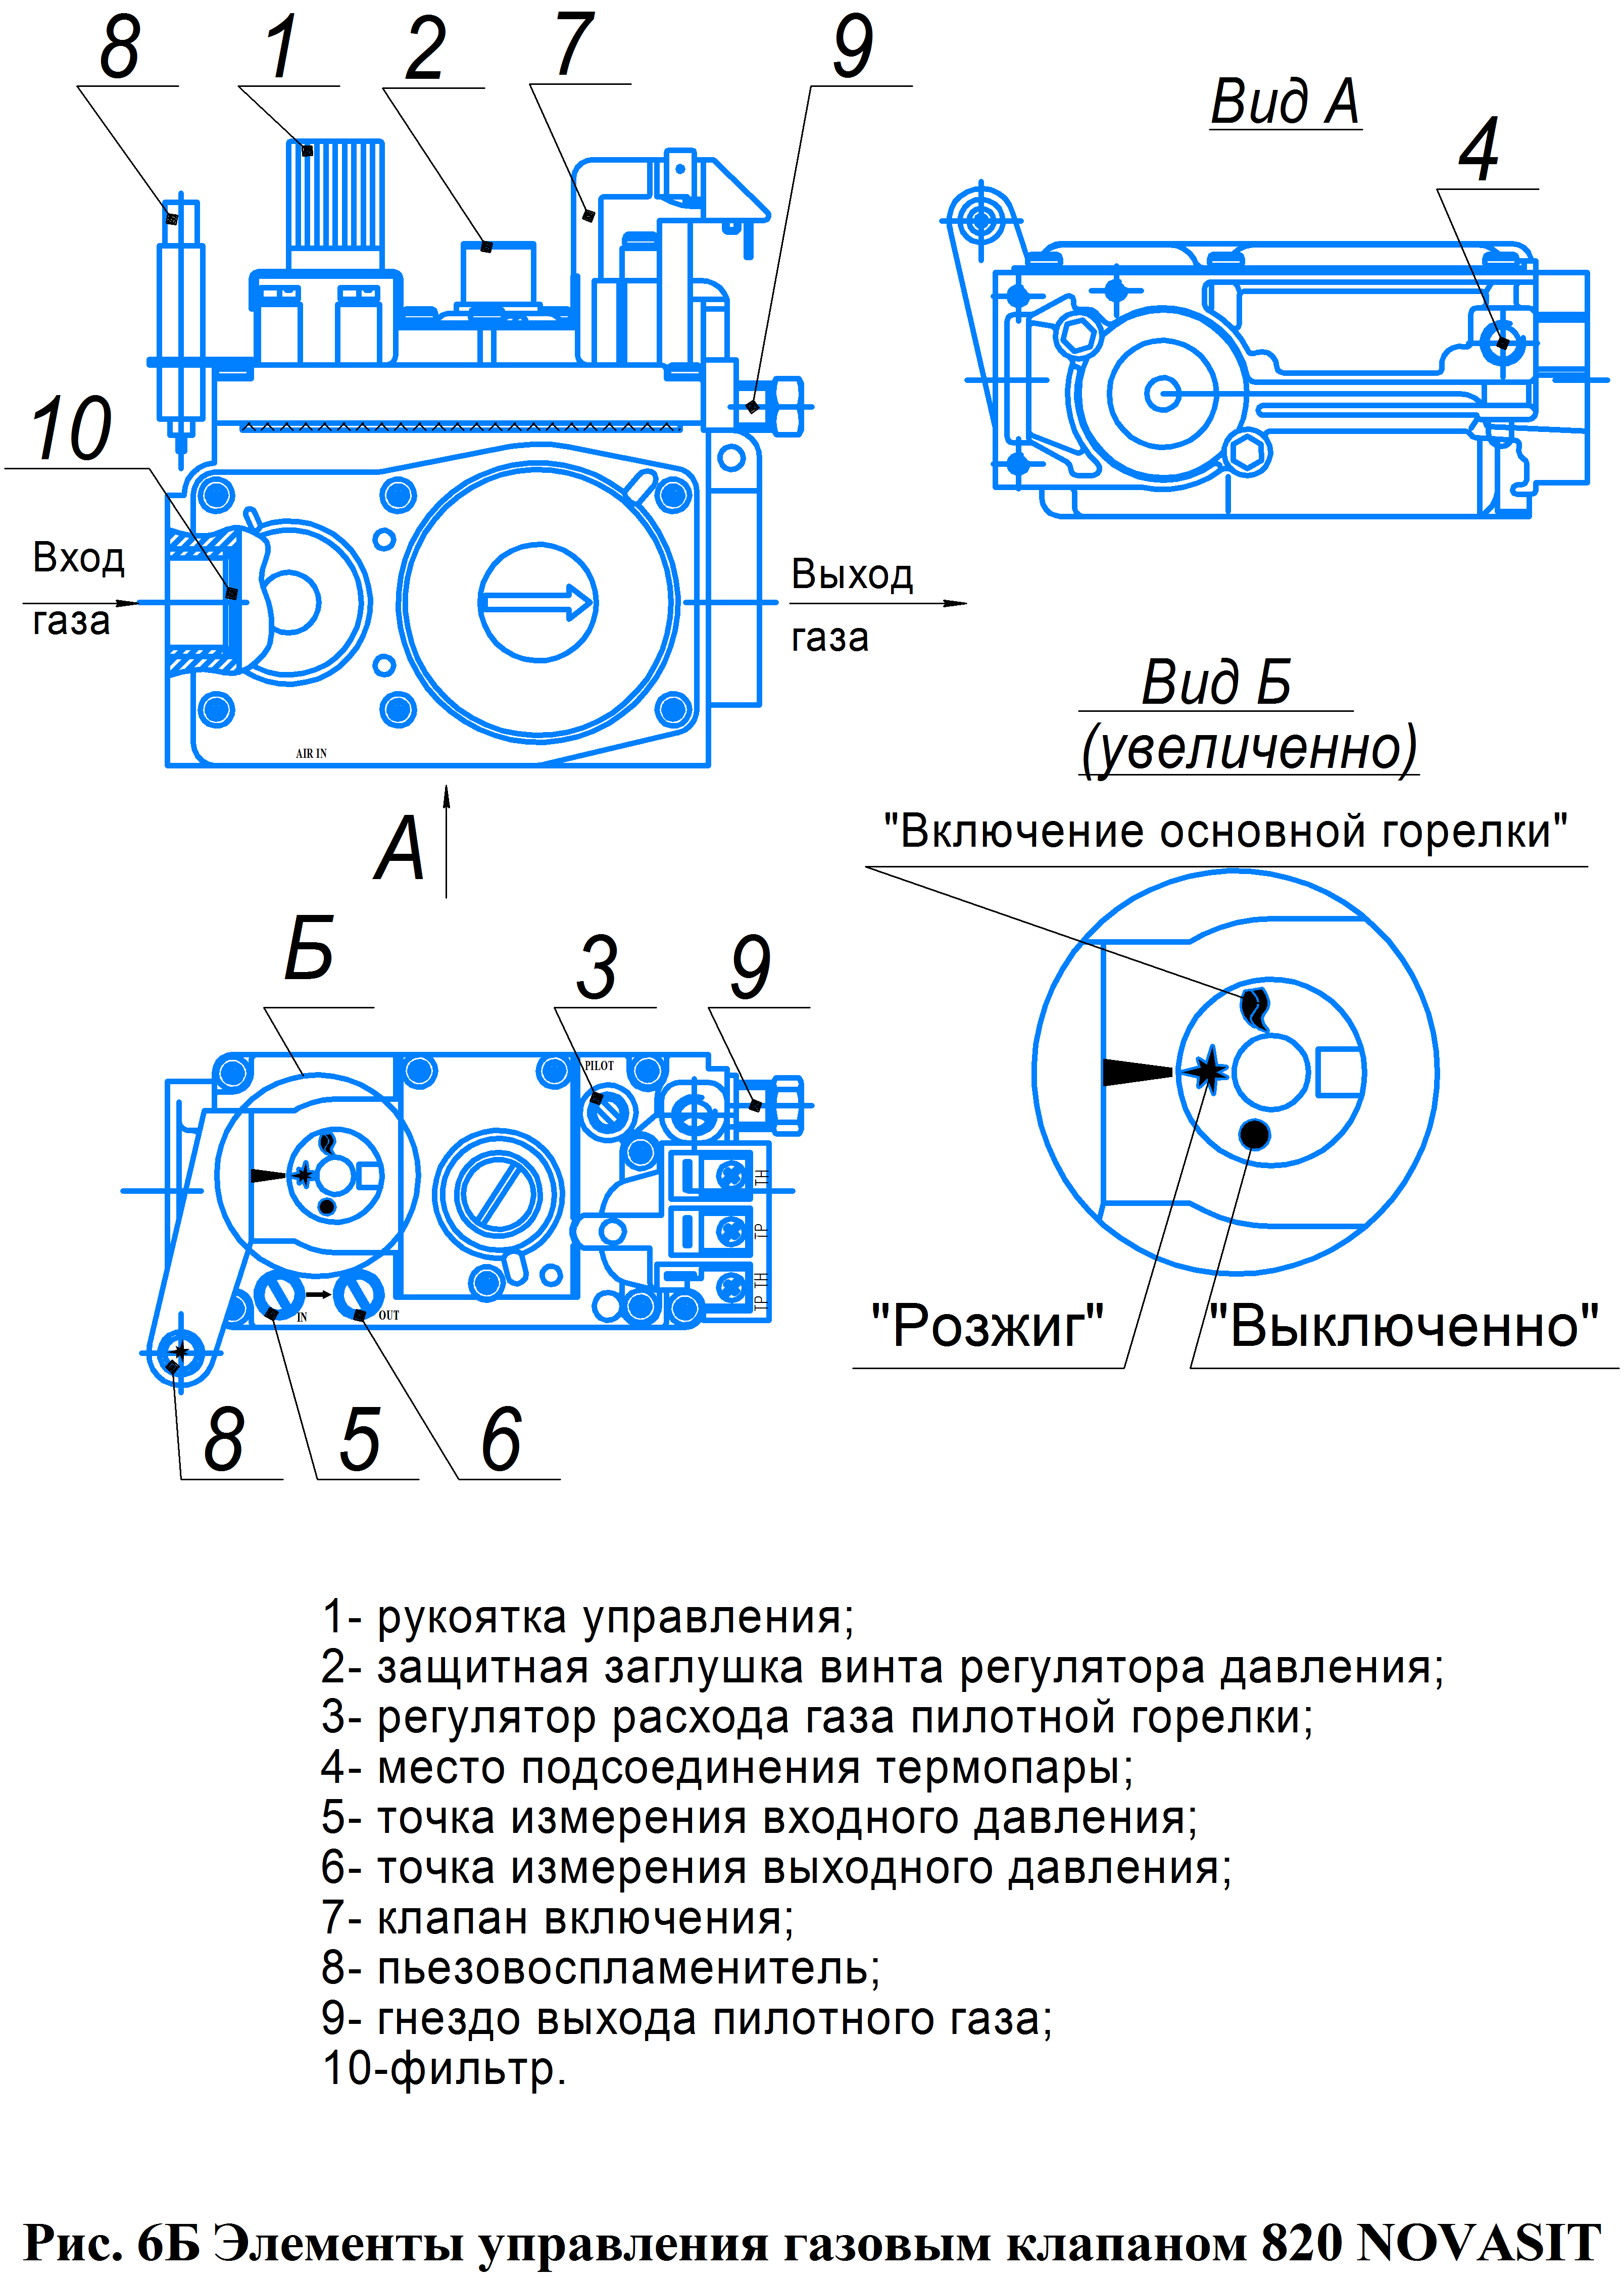 8 1 2 7 9
Вид А
4
10
Вход
газа
Выход
газа
AIR IN
А
Вид Б
(увеличенно)
"Включение основной горелки"
Б
3
9
PILOT
ТН
ТР
ТР ТН
IN
OUT
"Розжиг"
"Выключенно"
8 5 6
1- рукоятка управления;
2- защитная заглушка винта регулятора давления;
3- регулятор расхода газа пилотной горелки;
4- место подсоединения термопары;
5- точка измерения входного давления;
6- точка измерения выходного давления;
7- клапан включения;
8- пьезовоспламенитель;
9- гнездо выхода пилотного газа;
10-фильтр.
Рис. 6Б Элементы управления газовым клапаном 820 NOVASIT